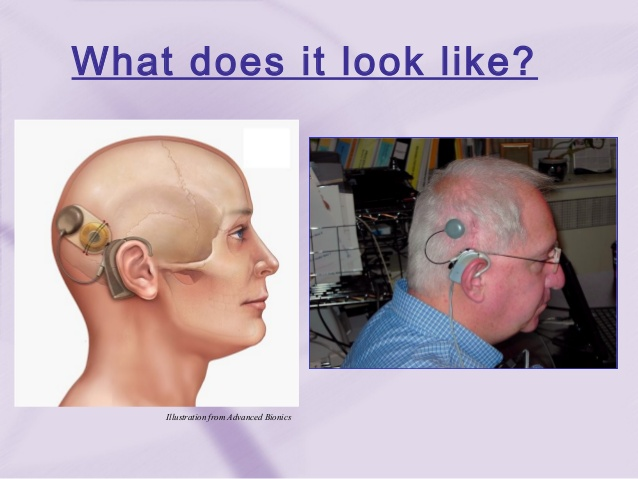 What does it look like?
Illustration from Advanced Bionics